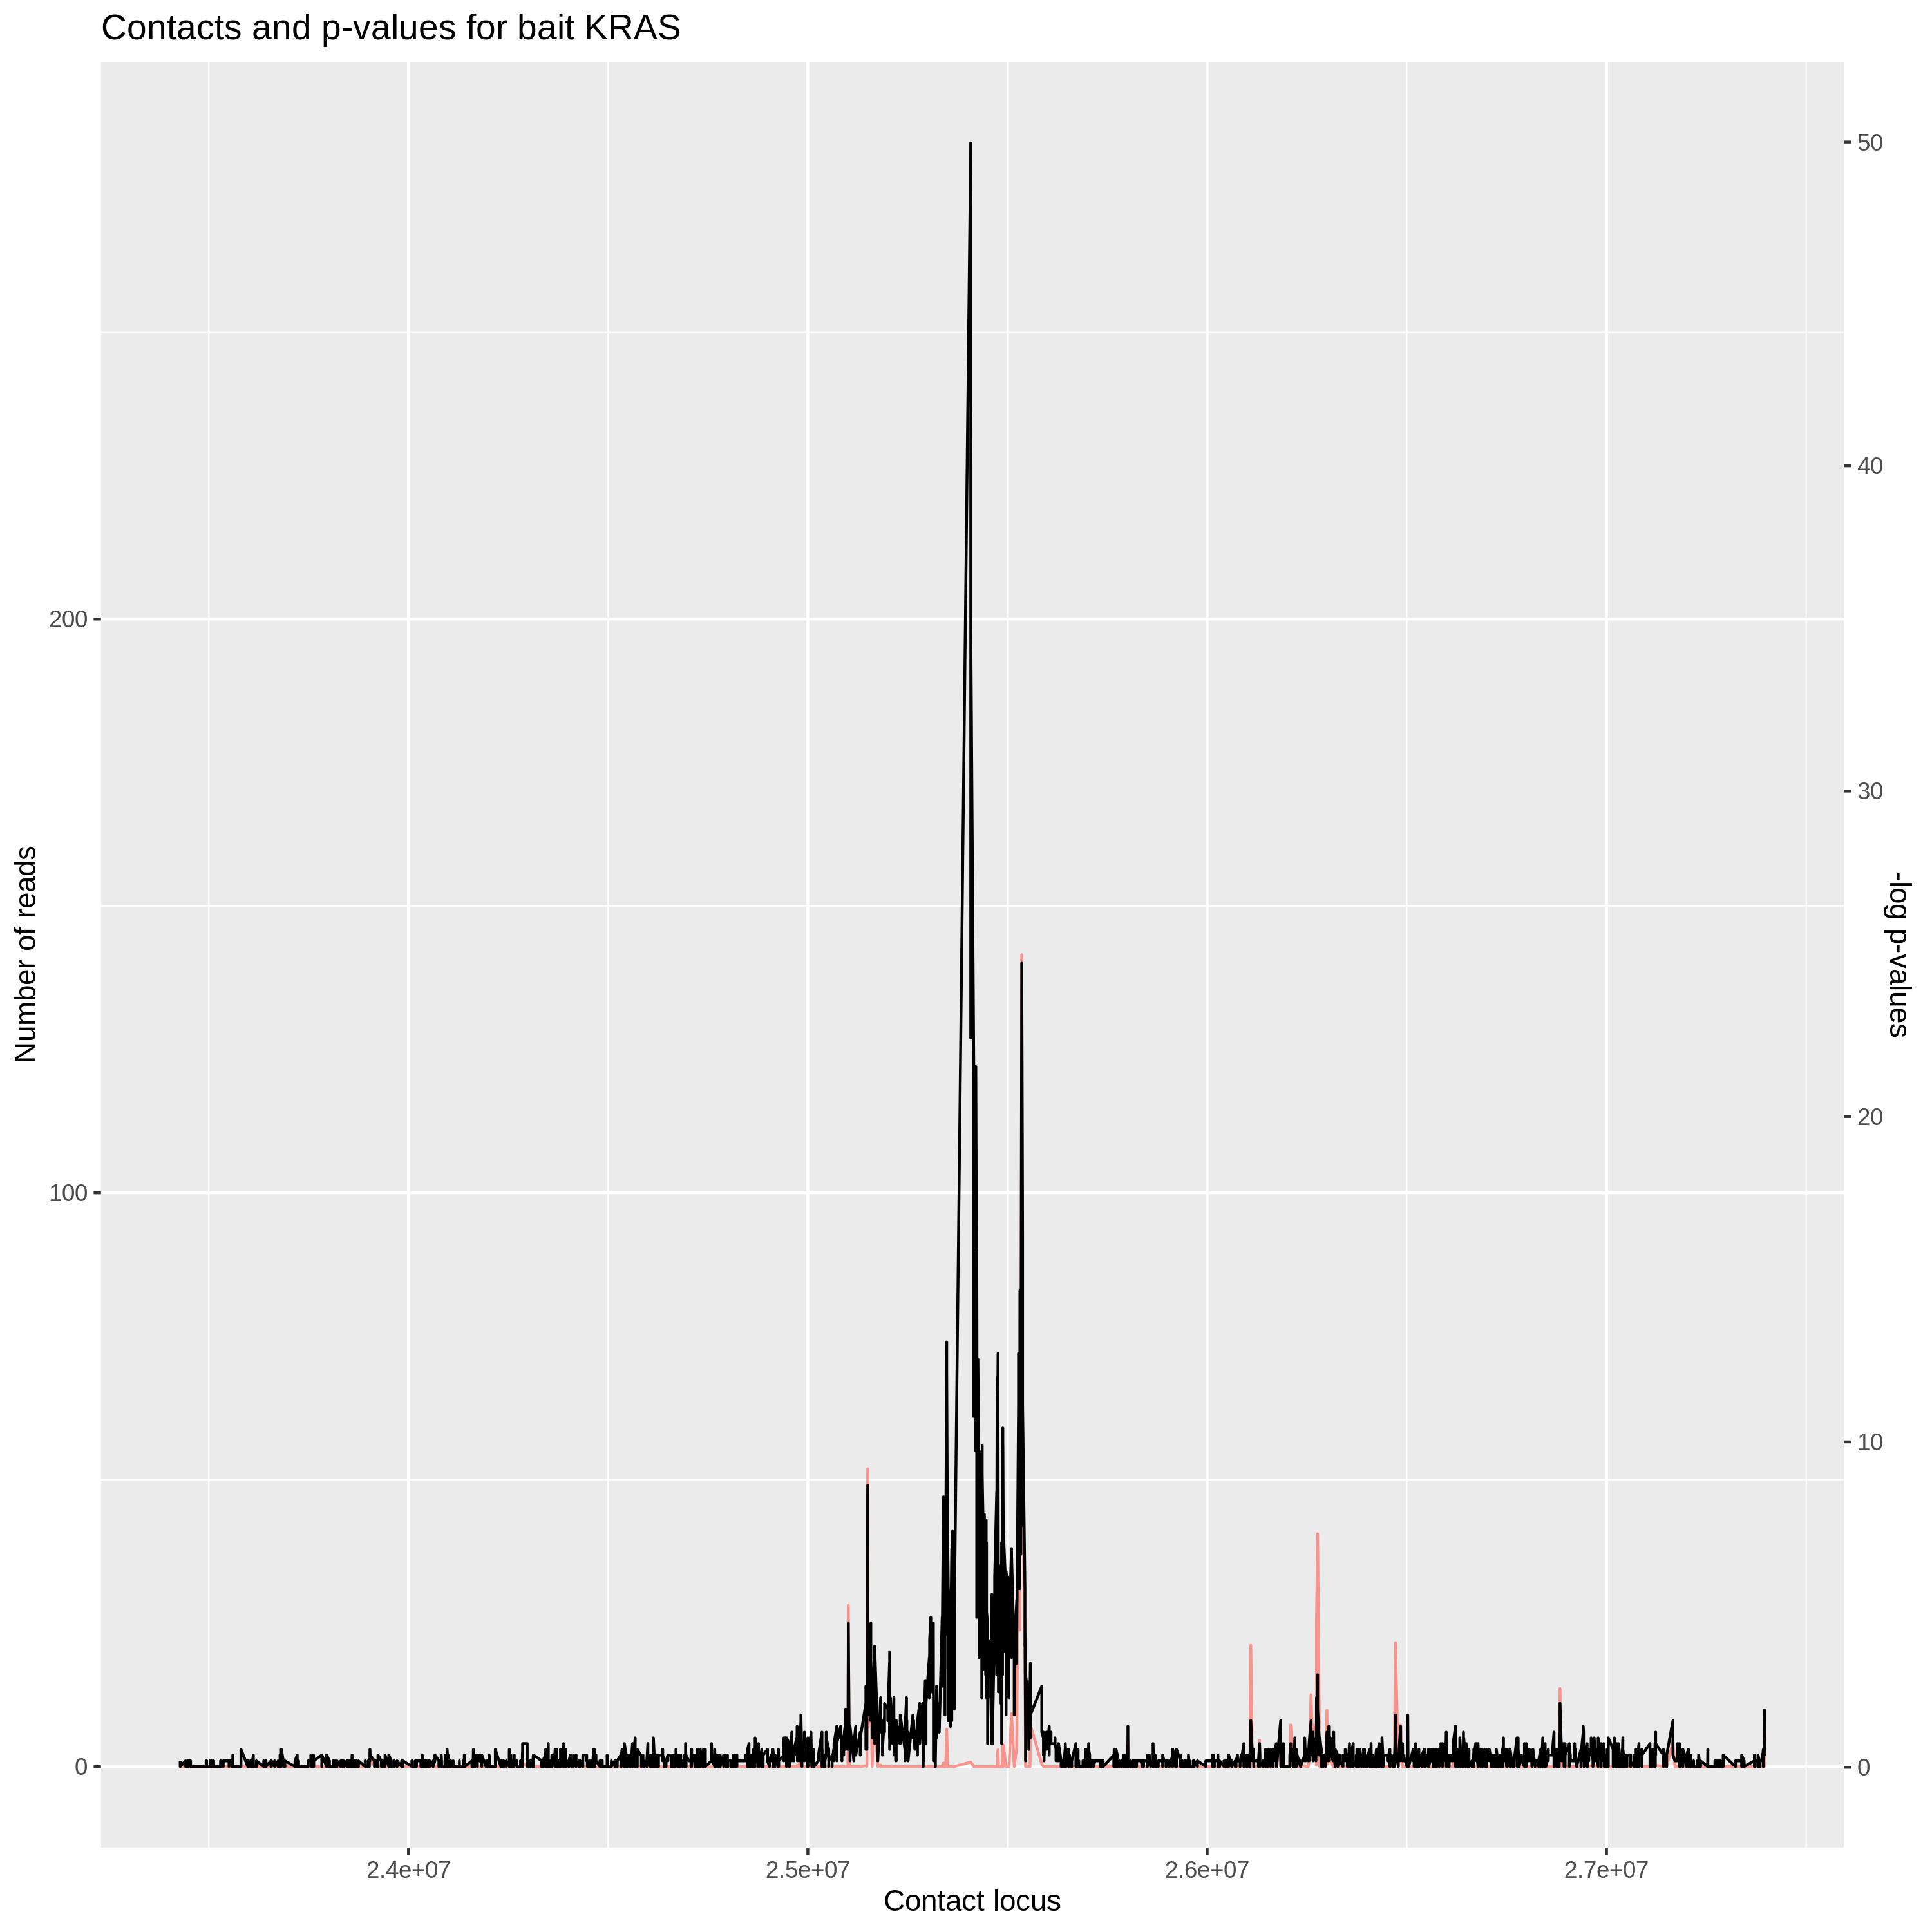 Contacts and p-values for bait KRAS
Number of reads
200
100
0
50
40
30
20
10
0
-log p-values
2.4e+07 2.5e+07 2.6e+07 2.7e+07
Contact locus